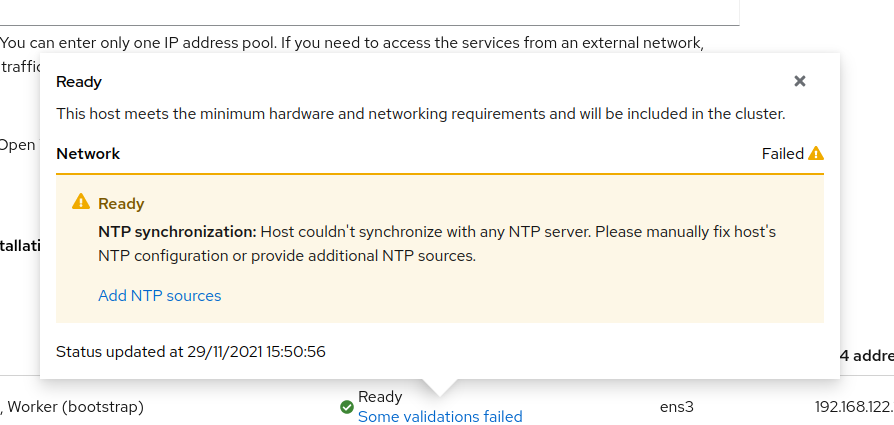 You can enter only one IP address pool. If you need to access the services from an external network,
traffic
Ready
This host meets the minimum hardware and networking requirements and will be included in the cluster.
Open
Network Failed
Ready
NTP synchronization: Host couldn't synchronize with any NTP server. Please manually fix host's
NTP configuration or provide additional NTP sources.
Add NTP sources
Status updated at 29/11/2021 15:50:56
4 addre
, Worker (bootstrap) Ready ens3 192.168.122.
Some validations failed